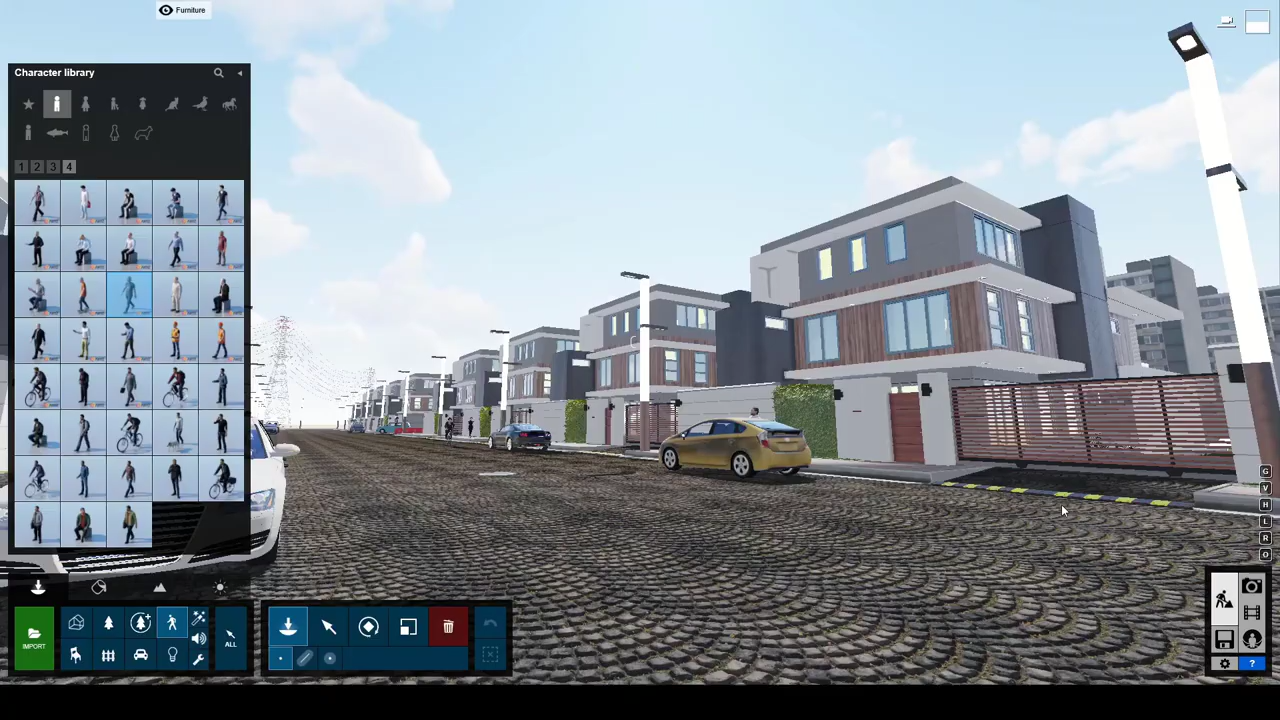 Furniture
Character library
1 2 3 4
G
V
H
L
R
O
IMPORT
ALL
?